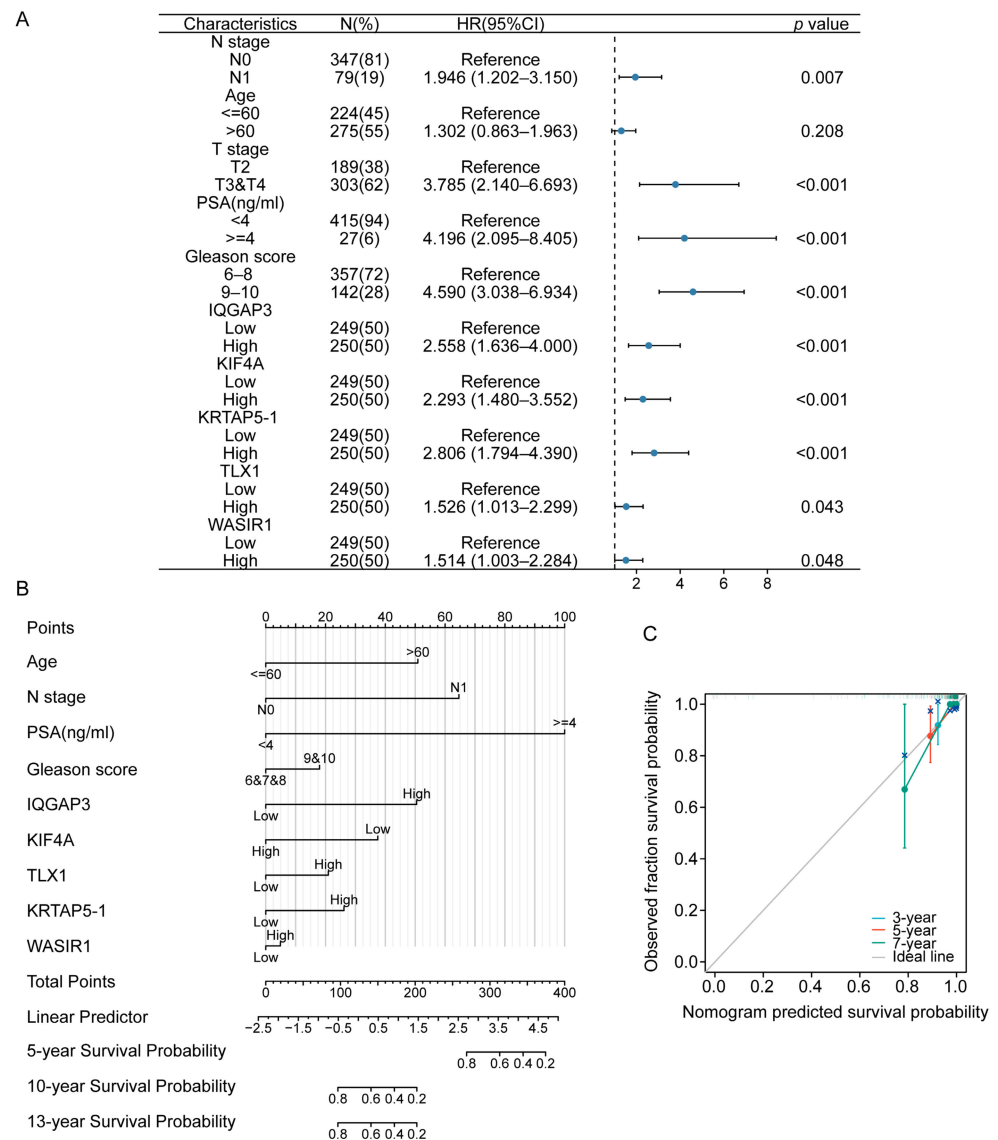 A
Characteristics N(%) HR(95%CI) p value
N stage
N0 347(81) Reference
N1 79(19) 1.946 (1.202–3.150) 0.007
Age
<=60 224(45) Reference
>60 275(55) 1.302 (0.863–1.963) 0.208
T stage
T2 189(38) Reference
T3&T4 303(62) 3.785 (2.140–6.693) <0.001
PSA(ng/ml)
<4 415(94) Reference
>=4 27(6) 4.196 (2.095–8.405) <0.001
Gleason score
6–8 357(72) Reference
9–10 142(28) 4.590 (3.038–6.934) <0.001
IQGAP3
Low 249(50) Reference
High 250(50) 2.558 (1.636–4.000) <0.001
KIF4A
Low 249(50) Reference
High 250(50) 2.293 (1.480–3.552) <0.001
KRTAP5-1
Low 249(50) Reference
High 250(50) 2.806 (1.794–4.390) <0.001
TLX1
Low 249(50) Reference
High 250(50) 1.526 (1.013–2.299) 0.043
WASIR1
Low 249(50) Reference
High 250(50) 1.514 (1.003–2.284) 0.048
2 4 6 8
B
0 20 40 60 80 100
Points
>60
Age
<=60
N1
N stage
N0
>=4
PSA(ng/ml)
<4
9&10
Gleason score
6&7&8
High
IQGAP3
Low
Low
KIF4A
High
High
TLX1
Low
High
KRTAP5-1
Low
High
WASIR1
Low
Total Points
0 100 200 300 400
Linear Predictor
−2.5 −1.5 −0.5 0.5 1.5 2.5 3.5 4.5
5-year Survival Probability
0.8 0.6 0.4 0.2
10-year Survival Probability
0.8 0.6 0.4 0.2
13-year Survival Probability
0.8 0.6 0.4 0.2
C
Observed fraction survival probability
1.0
0.8
0.6
0.4
0.2
0.0
3-year
5-year
7-year
Ideal line
0.0 0.2 0.4 0.6 0.8 1.0
Nomogram predicted survival probability